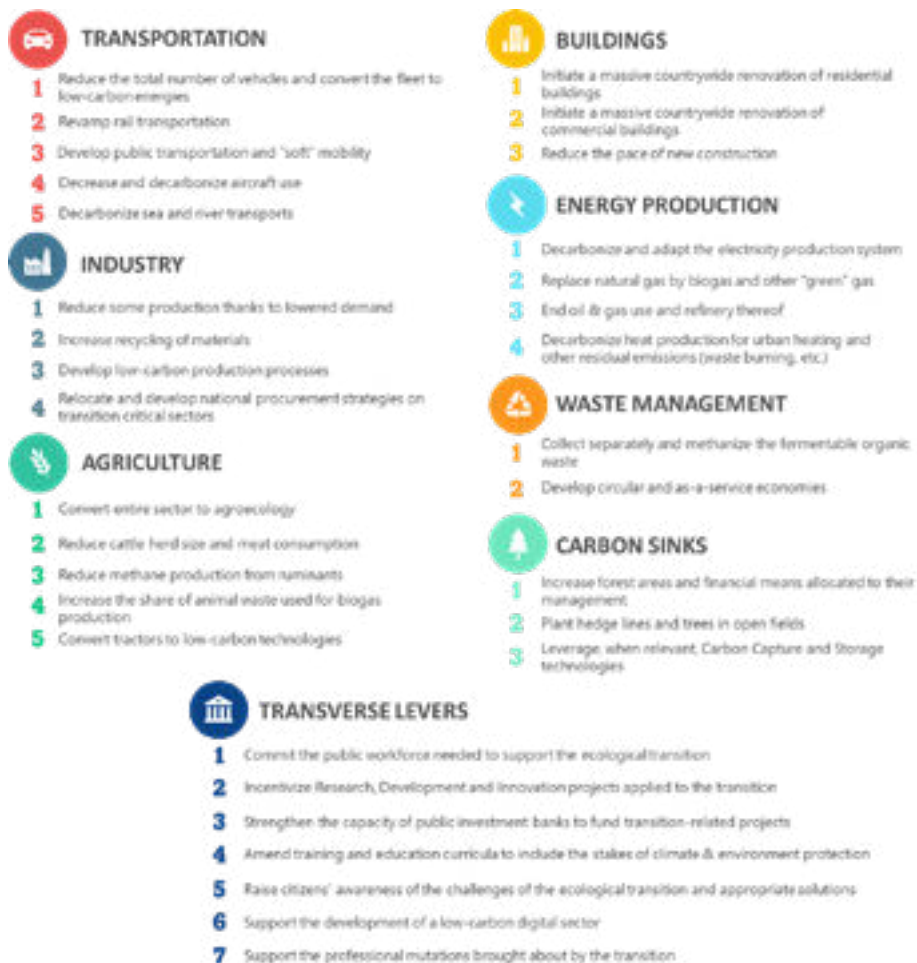 TRANSPORTATION
1 Reduce the total number of vehicles and convert the fleet to
low-carbon energies
2 Revamp rail transportation
3 Develop public transportation and "soft" mobility
4 Decrease and decarbonize aircraft use
5 Decarbonize sea and river transports
INDUSTRY
1 Reduce some production thanks to lowered demand
2 Increase recycling of materials
3 Develop low-carbon production processes
4 Relocate and develop national procurement strategies on
transition critical sectors
AGRICULTURE
1 Convert entire sector to agroecology
2 Reduce cattle herd size and meat consumption
3 Reduce methane production from ruminants
4 Increase the share of animal waste used for biogas
production
5 Convert tractors to low-carbon technologies
BUILDINGS
1 Initiate a massive countrywide renovation of residential
buildings
2 Initiate a massive countrywide renovation of
commercial buildings
3 Reduce the pace of new construction
ENERGY PRODUCTION
1 Decarbonize and adapt the electricity production system
2 Replace natural gas by biogas and other "green" gas
3 End oil & gas use and refinery thereof
4 Decarbonize heat production for urban heating and
other residual emissions (waste burning, etc.)
WASTE MANAGEMENT
1 Collect separately and methanize the fermentable organic
waste
2 Develop circular and as-a-service economies
CARBON SINKS
1 Increase forest areas and financial means allocated to their
management
2 Plant hedge lines and trees in open fields
3 Leverage, when relevant, Carbon Capture and Storage
technologies
TRANSVERSE LEVERS
1 Commit the public workforce needed to support the ecological transition
2 Incentivize Research, Development and Innovation projects applied to the transition
3 Strengthen the capacity of public investment banks to fund transition-related projects
4 Amend training and education curricula to include the stakes of climate & environment protection
5 Raise citizens' awareness of the challenges of the ecological transition and appropriate solutions
6 Support the development of a low-carbon digital sector
7 Support the professional mutations brought about by the transition